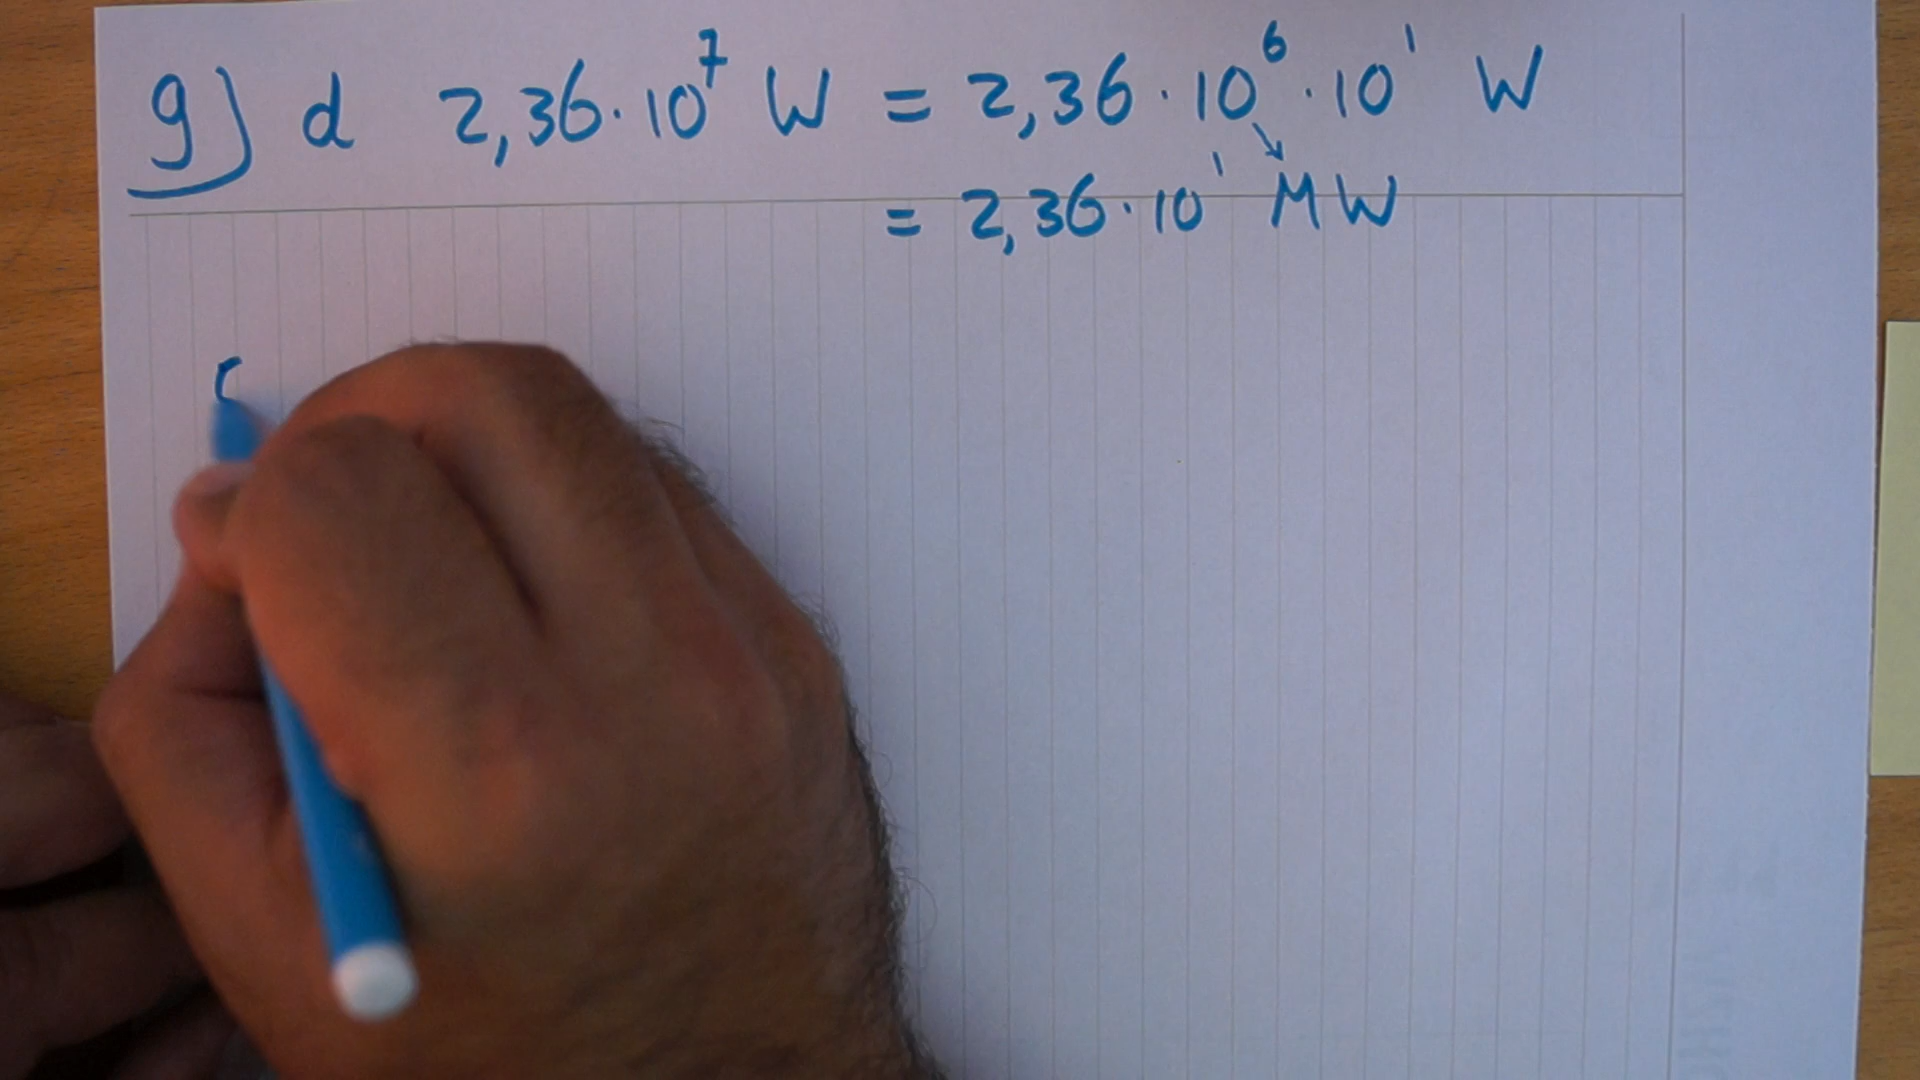 g) d 2,36·10⁷ W = 2,36·10⁶·10¹ W
= 2,36·10¹ MW